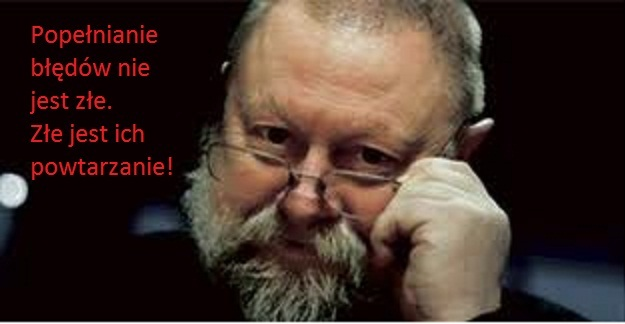 Popełnianie
błędów nie
jest złe.
Złe jest ich
powtarzanie!